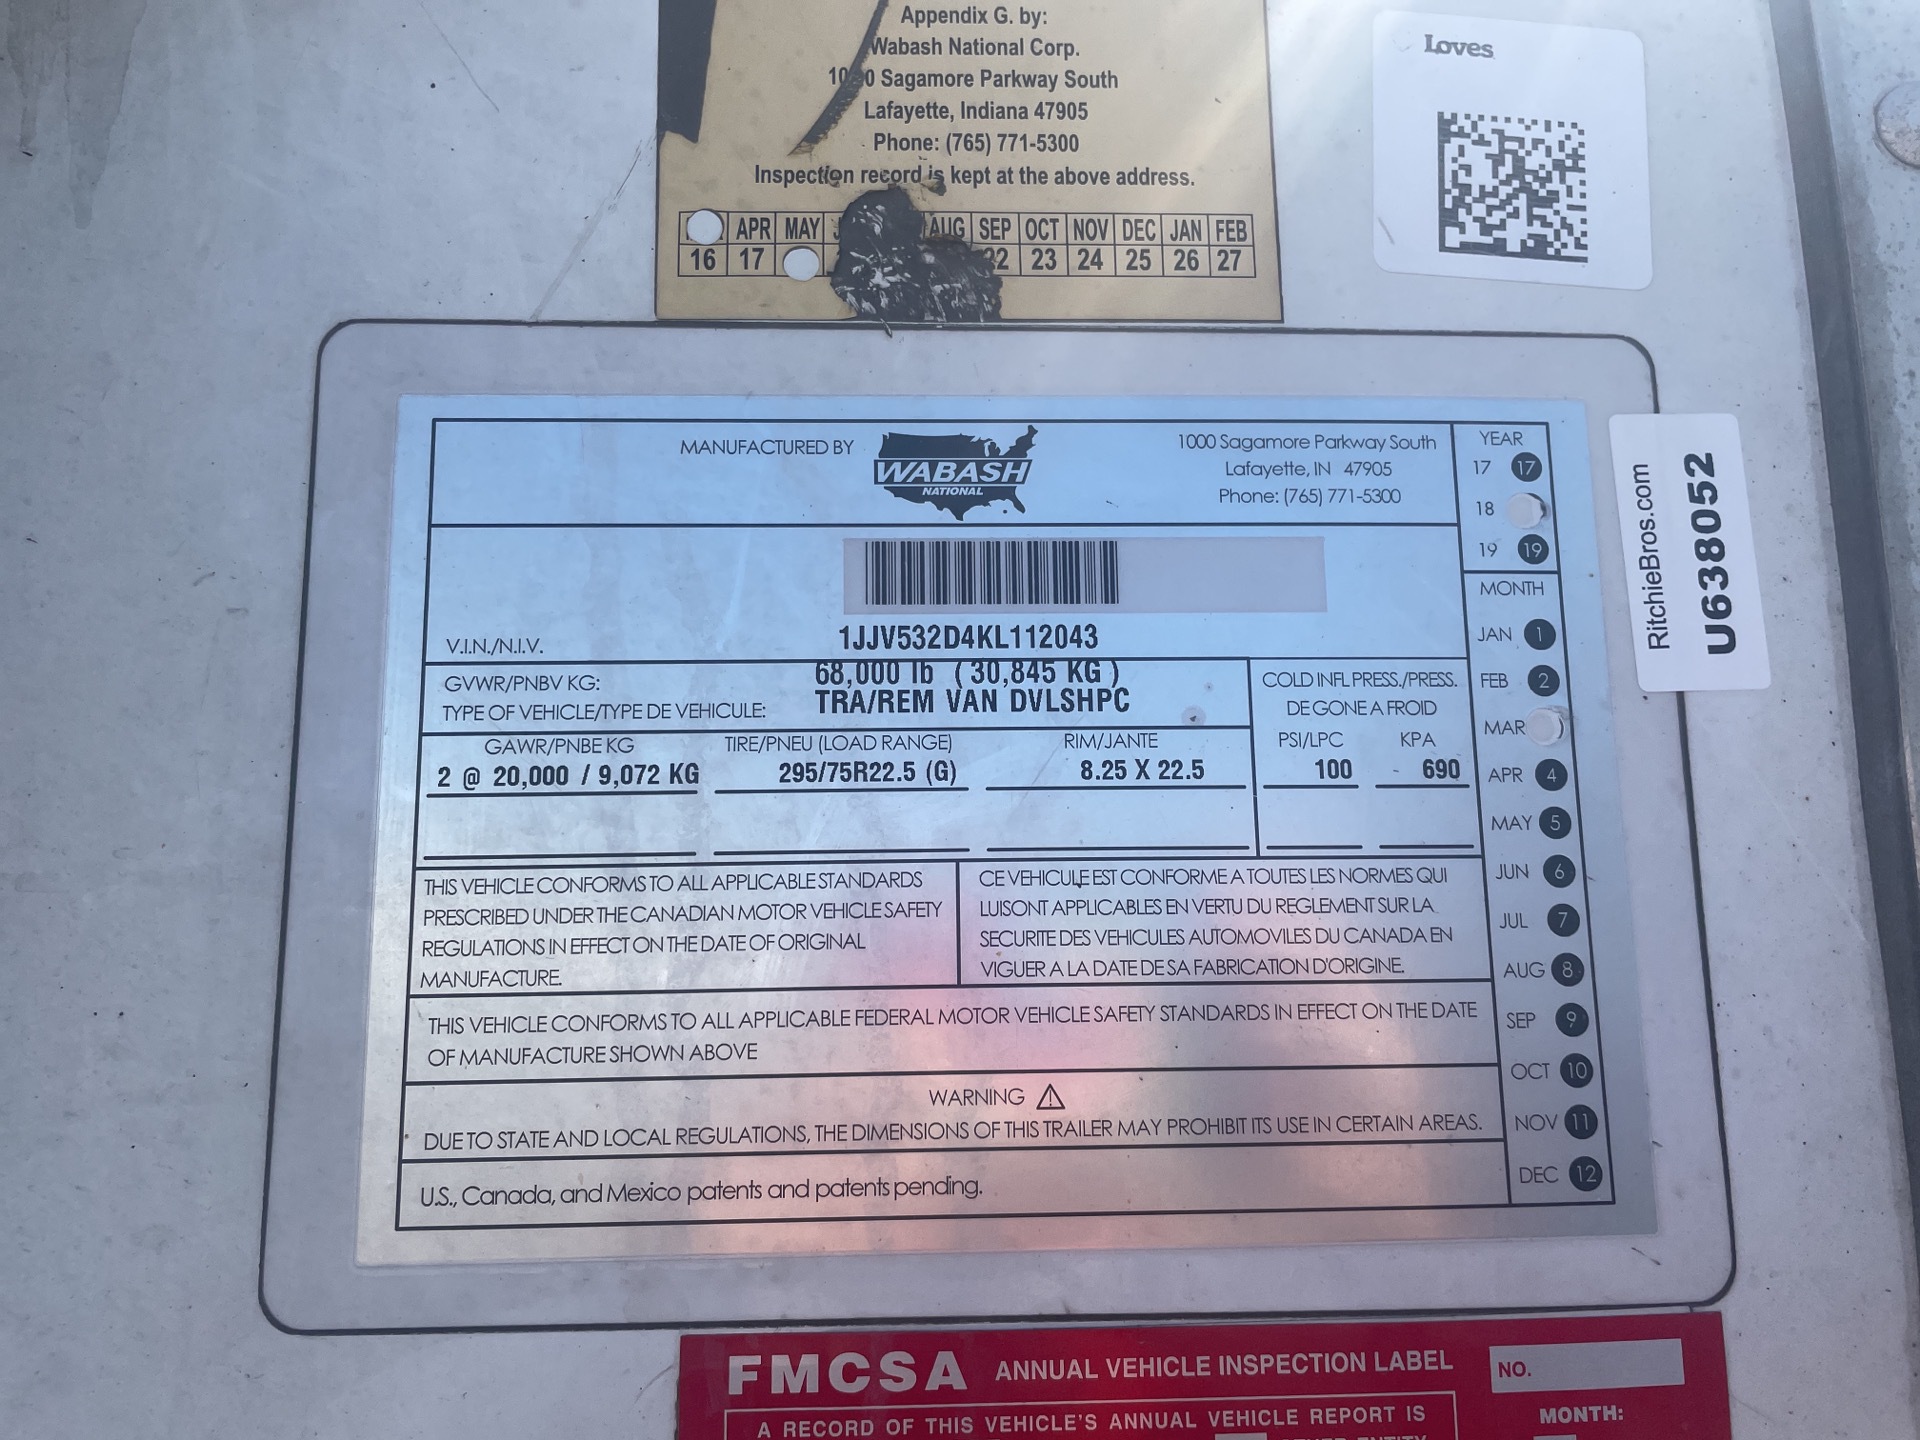 Appendix G. by:
Wabash National Corp.
Sagamore Parkway South
Lafayette, Indiana 47905
Phone: (765) 771-5300
Inspection record is kept at the above address.
APR MAY AUG SEP OCT NOV DEC JAN FEB
16 17 22 23 24 25 26 27
Loves
MANUFACTURED BY
WABASH
NATIONAL
1000 Sagamore Parkway South
Lafayette, IN 47905
Phone: (765) 771-5300
V.I.N./N.I.V.
1JJV532D4KL112043
GVWR/PNBV KG:
68,000 lb ( 30,845 KG )
TYPE OF VEHICLE/TYPE DE VEHICULE:
TRA/REM VAN DVLSHPC
COLD INFL PRESS./PRESS.
DE GONE A FROID
GAWR/PNBE KG
TIRE/PNEU (LOAD RANGE)
RIM/JANTE
PSI/LPC
KPA
2 @ 20,000 / 9,072 KG
295/75R22.5 (G)
8.25 X 22.5
100
690
THIS VEHICLE CONFORMS TO ALL APPLICABLE STANDARDS
PRESCRIBED UNDER THE CANADIAN MOTOR VEHICLE SAFETY
REGULATIONS IN EFFECT ON THE DATE OF ORIGINAL
MANUFACTURE.
CE VEHICULE EST CONFORME A TOUTES LES NORMES QUI
LUISONT APPLICABLES EN VERTU DU REGLEMENT SUR LA
SECURITE DES VEHICULES AUTOMOVILES DU CANADA EN
VIGUER A LA DATE DE SA FABRICATION D'ORIGINE.
THIS VEHICLE CONFORMS TO ALL APPLICABLE FEDERAL MOTOR VEHICLE SAFETY STANDARDS IN EFFECT ON THE DATE
OF MANUFACTURE SHOWN ABOVE
WARNING
DUE TO STATE AND LOCAL REGULATIONS, THE DIMENSIONS OF THIS TRAILER MAY PROHIBIT ITS USE IN CERTAIN AREAS.
U.S., Canada, and Mexico patents and patents pending.
YEAR
17 17
18
19 19
MONTH
JAN 1
FEB 2
MAR
APR 4
MAY 5
JUN 6
JUL 7
AUG 8
SEP 9
OCT 10
NOV 11
DEC 12
RitchieBros.com
U638052
FMCSA ANNUAL VEHICLE INSPECTION LABEL
NO.
A RECORD OF THIS VEHICLE'S ANNUAL VEHICLE REPORT IS
MONTH: